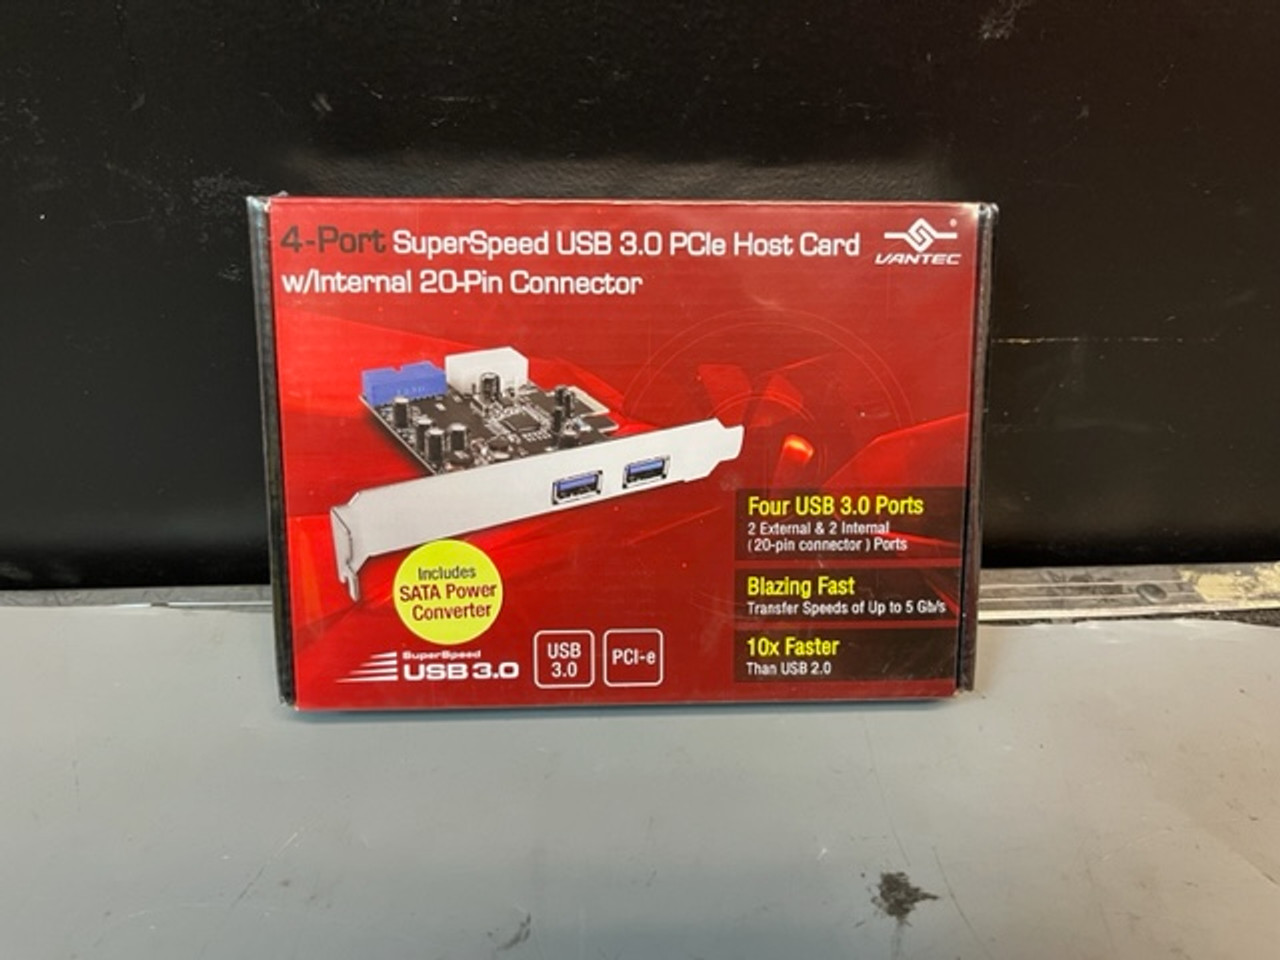 4-Port SuperSpeed USB 3.0 PCIe Host Card
w/Internal 20-Pin Connector
VANTEC®
Four USB 3.0 Ports
2 External & 2 Internal
(20-pin connector) Ports
Includes
SATA Power
Converter
Blazing Fast
Transfer Speeds of Up to 5 Gb/s
10x Faster
Than USB 2.0
SuperSpeed
USB 3.0
USB
3.0
PCI-e